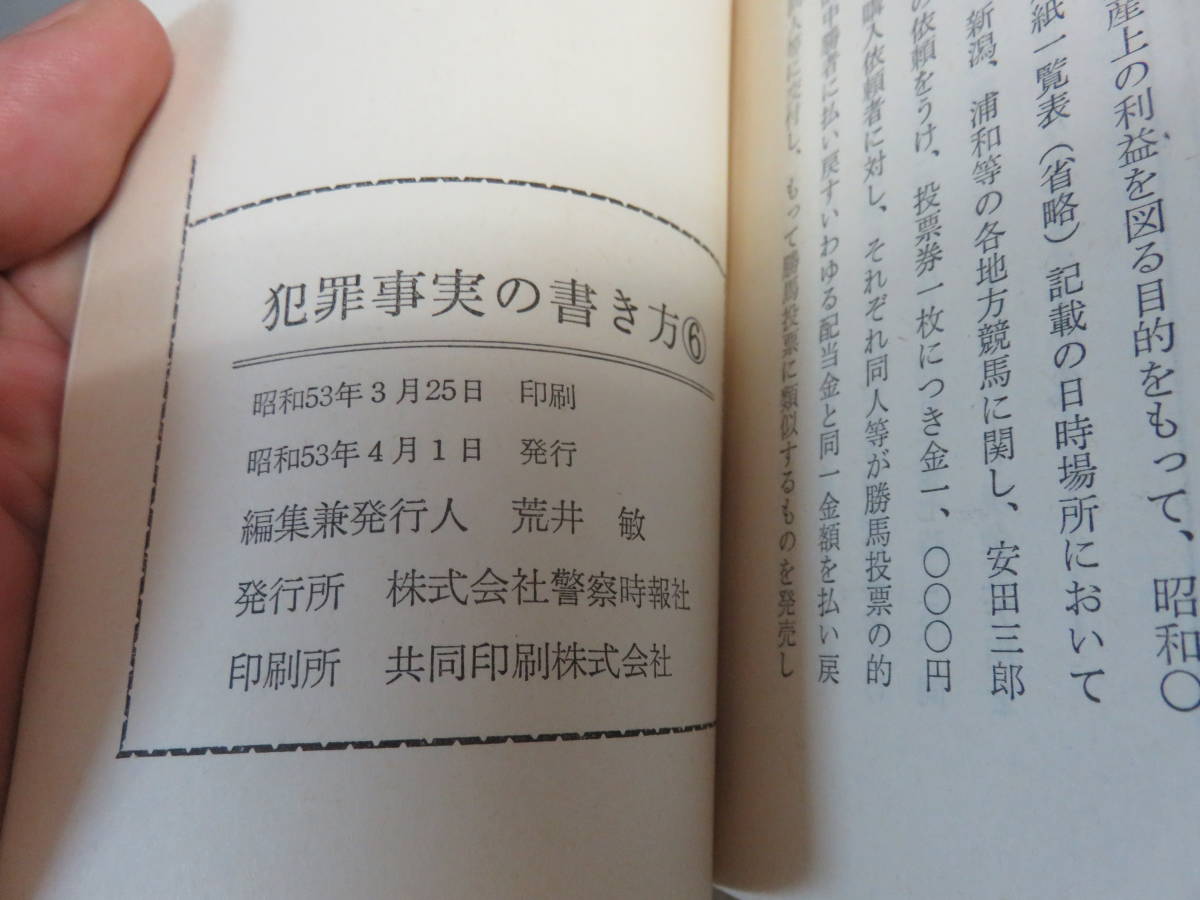 産上の利益を図る目的をもって、昭和〇
紙一覧表（省略）記載の日時場所において
新潟、浦和等の各地方競馬に関し、安田三郎
の依頼をうけ、投票券一枚につき金一、〇〇〇円
購入依頼者に対し、それぞれ同人等が勝馬投票の的
中勝者に払い戻すいわゆる配当金と同一金額を払い戻
に交付し、もって勝馬投票に類似するものを発売し
犯罪事実の書き方⑥
昭和53年3月25日 印刷
昭和53年4月1日 発行
編集兼発行人 荒井 敏
発行所 株式会社警察時報社
印刷所 共同印刷株式会社